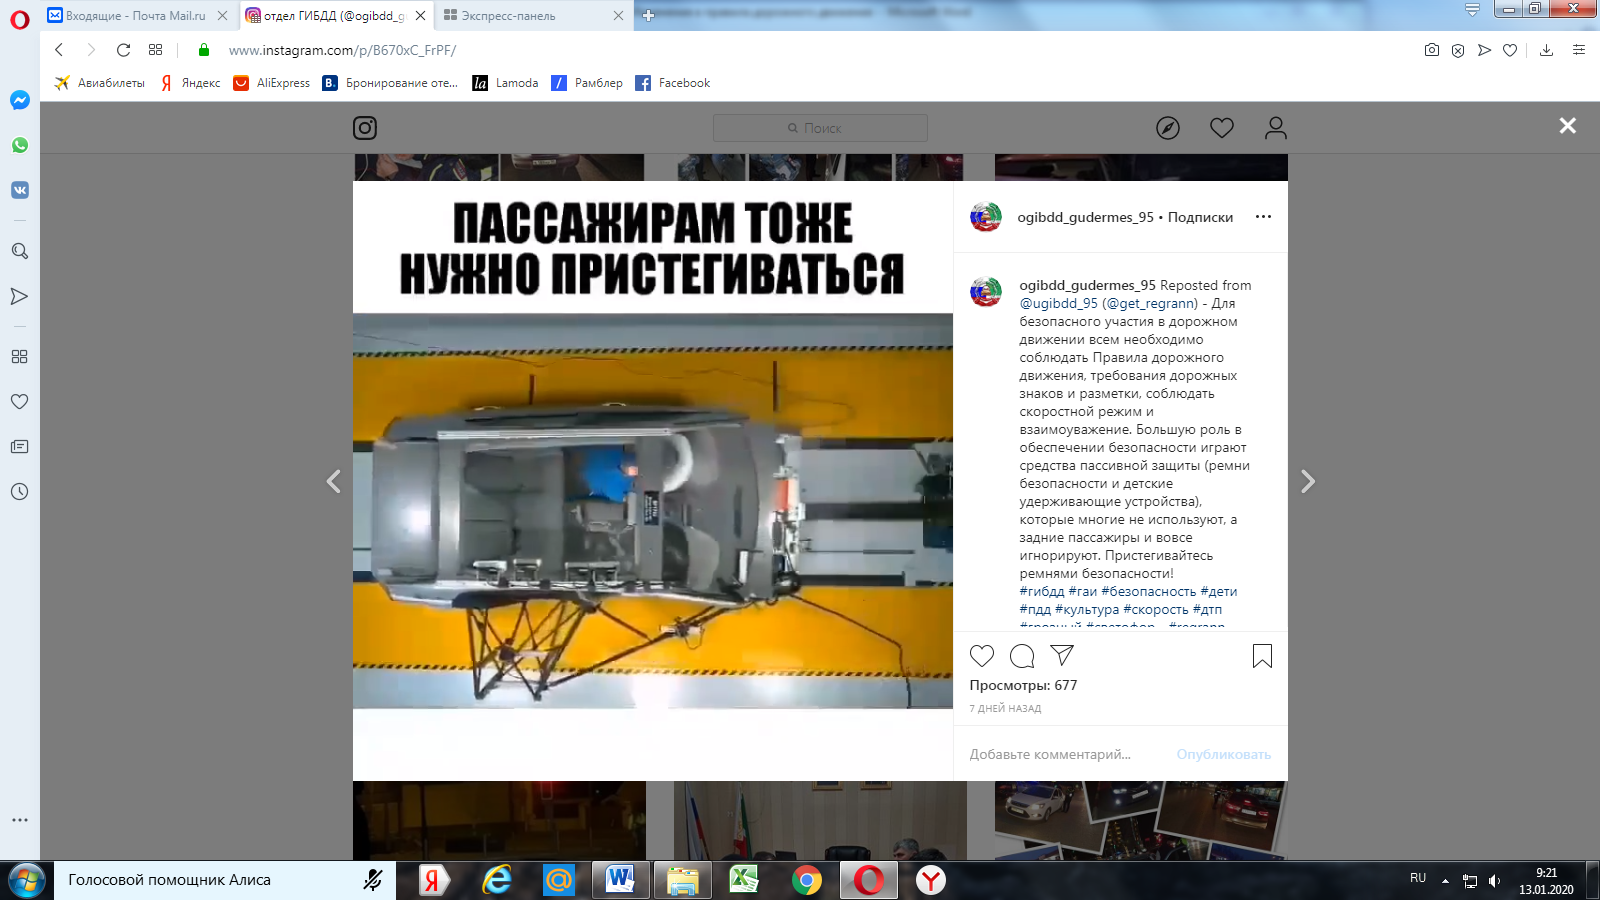 Входящие - Почта Mail.ru
отдел ГИБДД (@ogibdd_g
Экспресс-панель
www.instagram.com/p/B670xC_FrPF/
Авиабилеты
Яндекс
AliExpress
Бронирование оте...
Lamoda
Рамблер
Facebook
Поиск
ПАССАЖИРАМ ТОЖЕ
НУЖНО ПРИСТЕГИВАТЬСЯ
ogibdd_gudermes_95 • Подписки
ogibdd_gudermes_95 Reposted from
@ugibdd_95 (@get_regrann) - Для
безопасного участия в дорожном
движении всем необходимо
соблюдать Правила дорожного
движения, требования дорожных
знаков и разметки, соблюдать
скоростной режим и
взаимоуважение. Большую роль в
обеспечении безопасности играют
средства пассивной защиты (ремни
безопасности и детские
удерживающие устройства),
которые многие не используют, а
задние пассажиры и вовсе
игнорируют. Пристегивайтесь
ремнями безопасности!
#гибдд #гаи #безопасность #дети
#пдд #культура #скорость #дтп
#грозный #светофор #regrann
Просмотры: 677
7 ДНЕЙ НАЗАД
Добавьте комментарий...
Опубликовать
Голосовой помощник Алиса
RU
9:21
13.01.2020